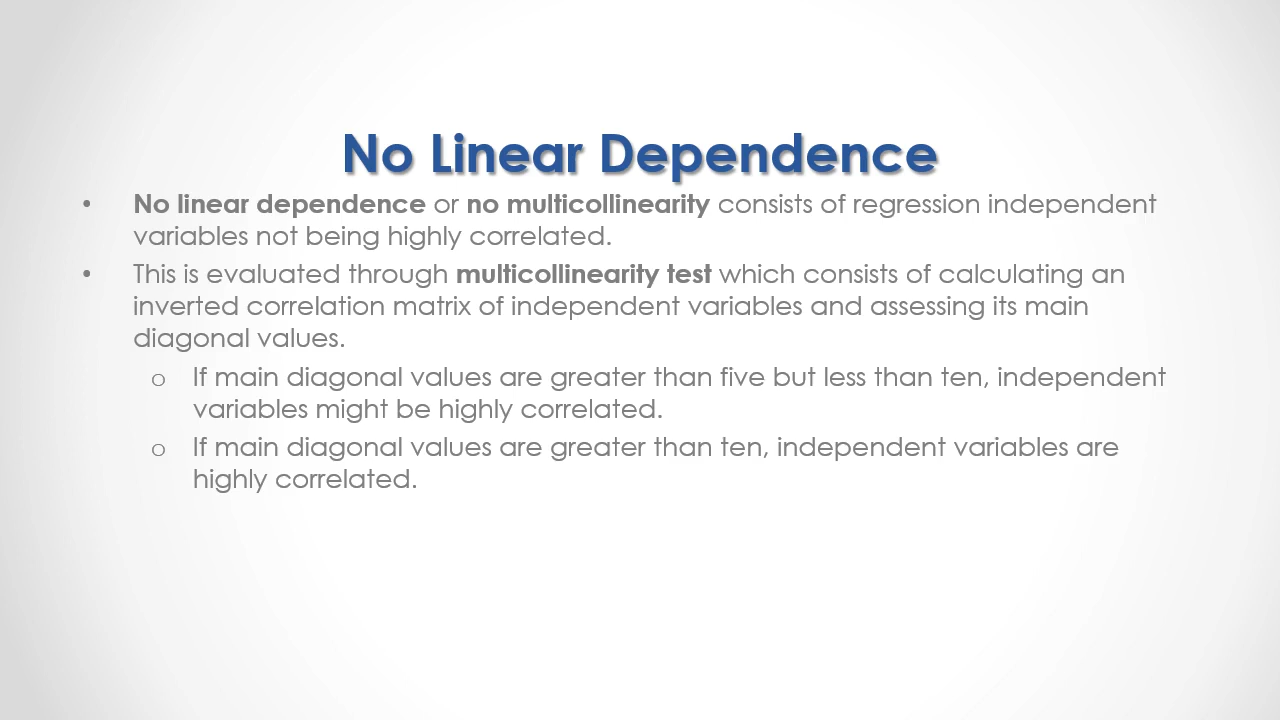 No Linear Dependence
• No linear dependence or no multicollinearity consists of regression independent
variables not being highly correlated.
• This is evaluated through multicollinearity test which consists of calculating an
inverted correlation matrix of independent variables and assessing its main
diagonal values.
o If main diagonal values are greater than five but less than ten, independent
variables might be highly correlated.
o If main diagonal values are greater than ten, independent variables are
highly correlated.